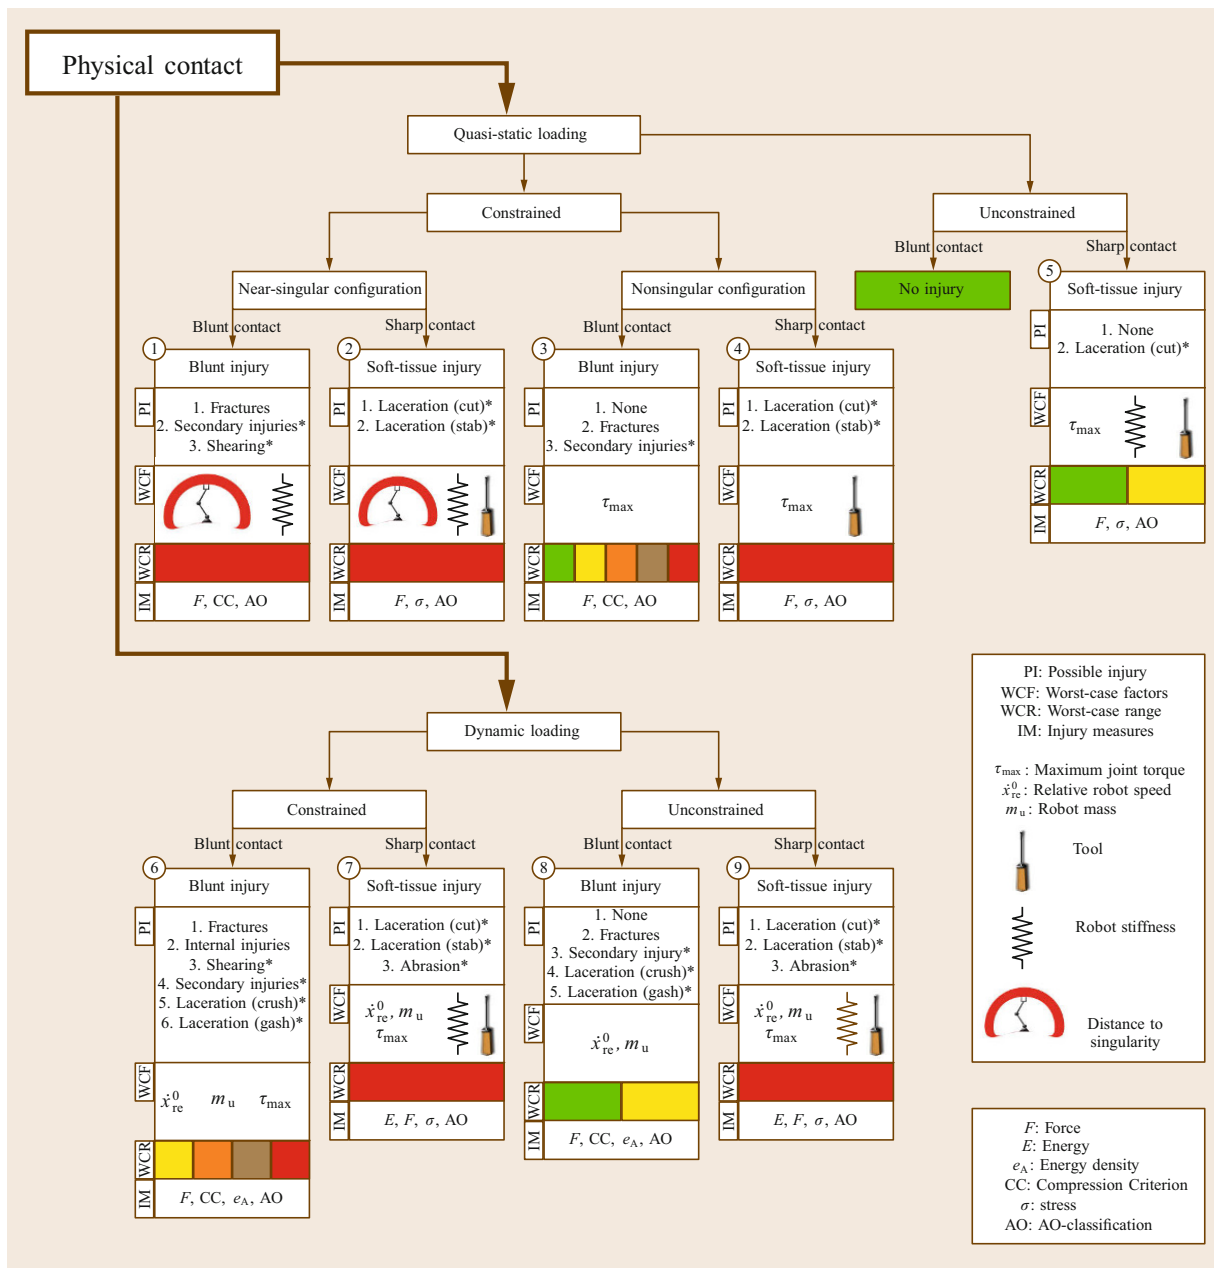 Physical contact
Quasi-static loading
Constrained
Unconstrained
Blunt contact
Sharp contact
Near-singular configuration
Nonsingular configuration
No injury
5
Soft-tissue injury
PI
1. None
2. Laceration (cut)*
WCF
τmax
WCR
IM
F, σ, AO
Blunt contact
Sharp contact
Blunt contact
Sharp contact
1
Blunt injury
PI
1. Fractures
2. Secondary injuries*
3. Shearing*
WCF
WCR
IM
F, CC, AO
2
Soft-tissue injury
PI
1. Laceration (cut)*
2. Laceration (stab)*
WCF
WCR
IM
F, σ, AO
3
Blunt injury
PI
1. None
2. Fractures
3. Secondary injuries*
WCF
τmax
WCR
IM
F, CC, AO
4
Soft-tissue injury
PI
1. Laceration (cut)*
2. Laceration (stab)*
WCF
τmax
WCR
IM
F, σ, AO
Dynamic loading
Constrained
Unconstrained
Blunt contact
Sharp contact
Blunt contact
Sharp contact
6
Blunt injury
PI
1. Fractures
2. Internal injuries
3. Shearing*
4. Secondary injuries*
5. Laceration (crush)*
6. Laceration (gash)*
WCF
ẋ⁰re mu τmax
WCR
IM
F, CC, eA, AO
7
Soft-tissue injury
PI
1. Laceration (cut)*
2. Laceration (stab)*
3. Abrasion*
WCF
ẋ⁰re, mu
τmax
WCR
IM
E, F, σ, AO
8
Blunt injury
PI
1. None
2. Fractures
3. Secondary injury*
4. Laceration (crush)*
5. Laceration (gash)*
WCF
ẋ⁰re, mu
WCR
IM
F, CC, eA, AO
9
Soft-tissue injury
PI
1. Laceration (cut)*
2. Laceration (stab)*
3. Abrasion*
WCF
ẋ⁰re, mu
τmax
WCR
IM
E, F, σ, AO
PI: Possible injury
WCF: Worst-case factors
WCR: Worst-case range
IM: Injury measures
τmax: Maximum joint torque
ẋ⁰re: Relative robot speed
mu: Robot mass
Tool
Robot stiffness
Distance to
singularity
F: Force
E: Energy
eA: Energy density
CC: Compression Criterion
σ: stress
AO: AO-classification